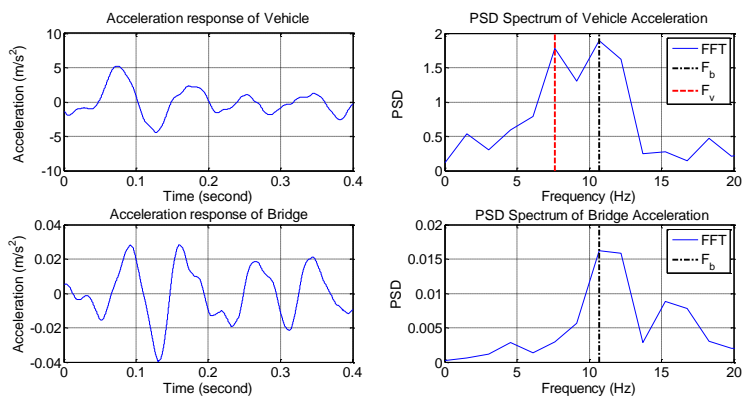 Acceleration response of Vehicle
Acceleration (m/s²)
10
5
0
-5
-10
0 0.1 0.2 0.3 0.4
Time (second)
PSD Spectrum of Vehicle Acceleration
PSD
2
1.5
1
0.5
0
0 5 10 15 20
Frequency (Hz)
FFT
F_b
F_v
Acceleration response of Bridge
Acceleration (m/s²)
0.04
0.02
0
-0.02
-0.04
0 0.1 0.2 0.3 0.4
Time (second)
PSD Spectrum of Bridge Acceleration
PSD
0.02
0.015
0.01
0.005
0
0 5 10 15 20
Frequency (Hz)
FFT
F_b